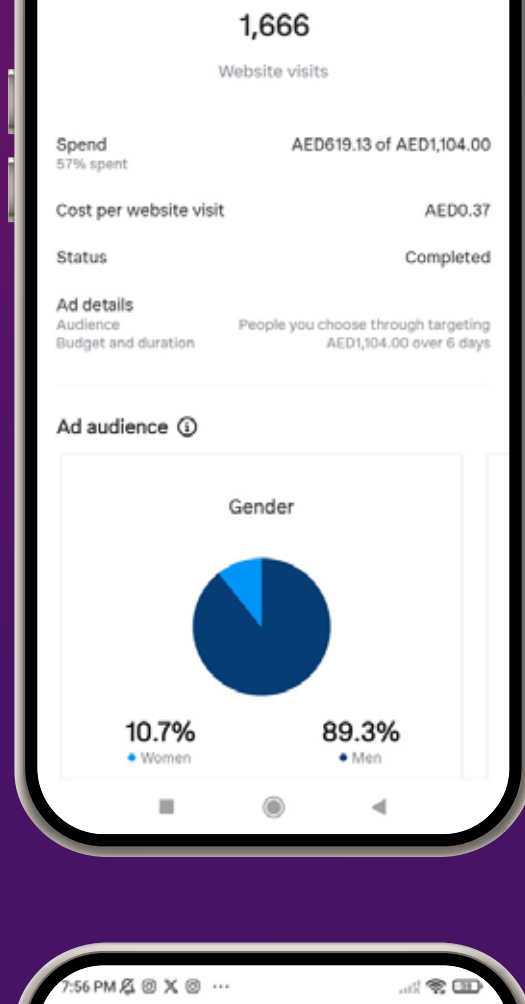 1,666
Website visits
Spend AED619.13 of AED1,104.00
57% spent
Cost per website visit AED0.37
Status Completed
Ad details
Audience People you choose through targeting
Budget and duration AED1,104.00 over 6 days
Ad audience
Gender
10.7% 89.3%
Women Men
7:56 PM